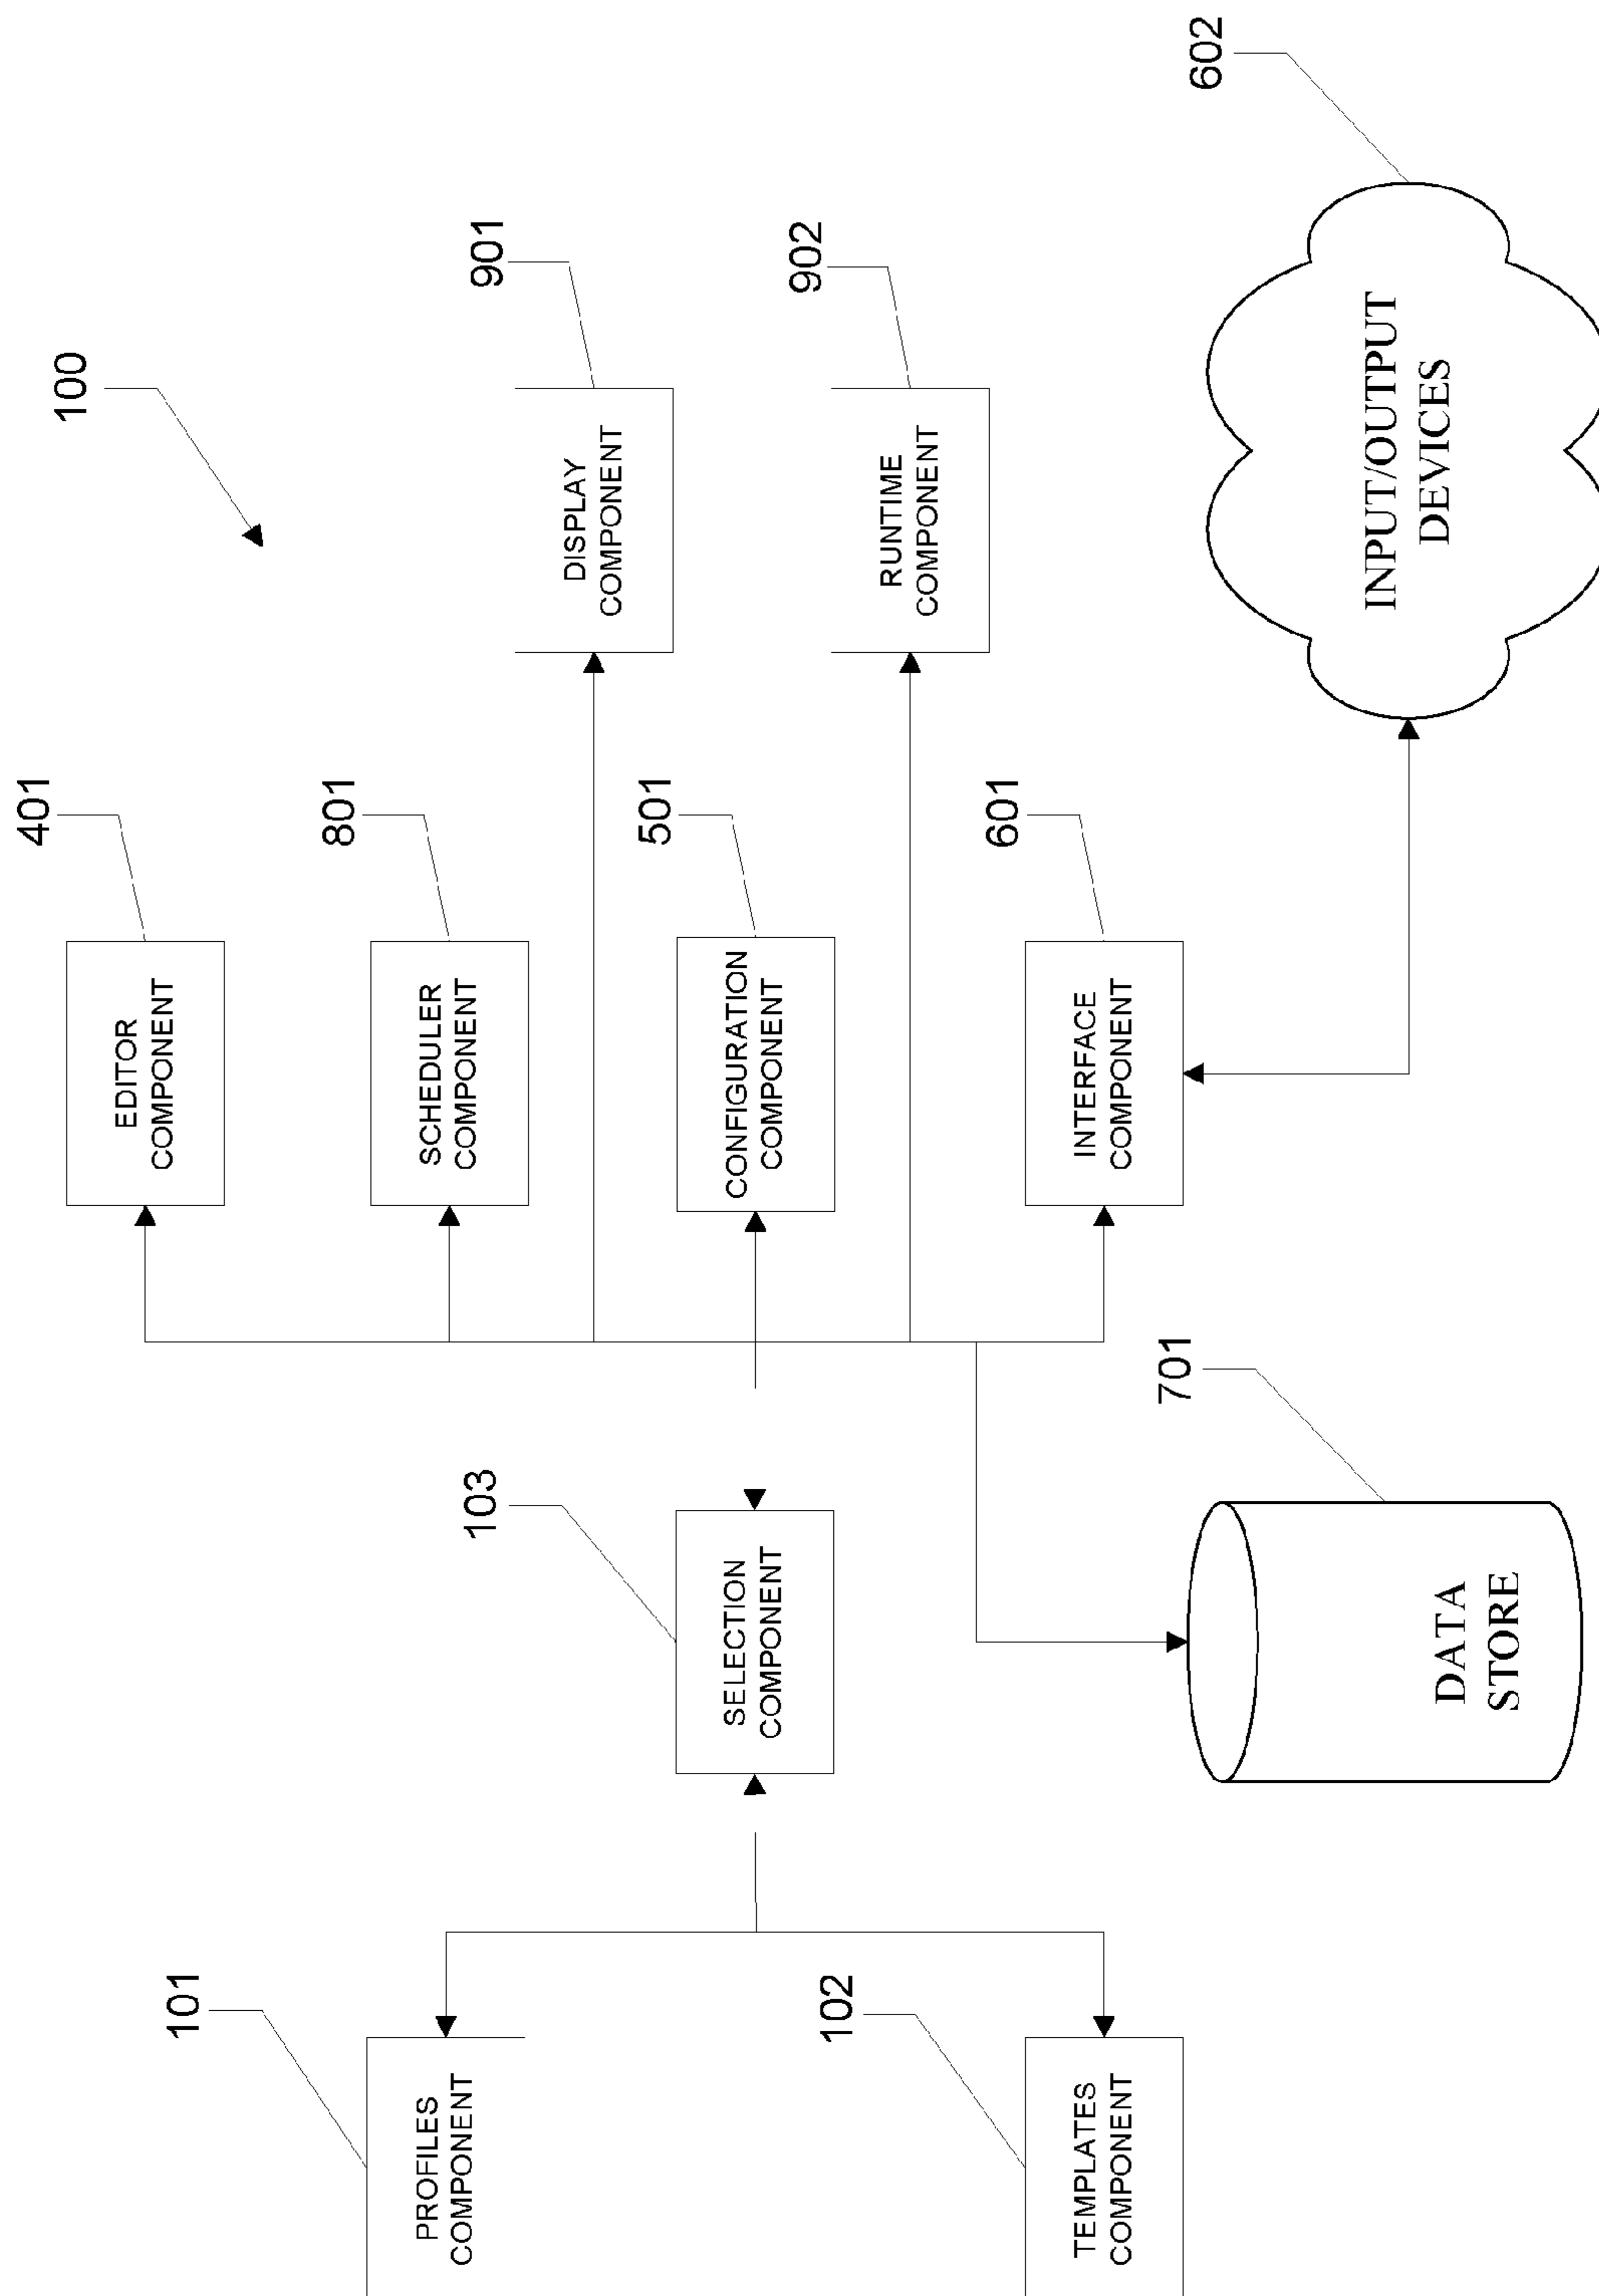 100
401
EDITOR
COMPONENT
801
SCHEDULER
COMPONENT
901
DISPLAY
COMPONENT
101
PROFILES
COMPONENT
103
SELECTION
COMPONENT
501
CONFIGURATION
COMPONENT
902
RUNTIME
COMPONENT
102
TEMPLATES
COMPONENT
601
INTERFACE
COMPONENT
701
DATA
STORE
602
INPUT/OUTPUT
DEVICES